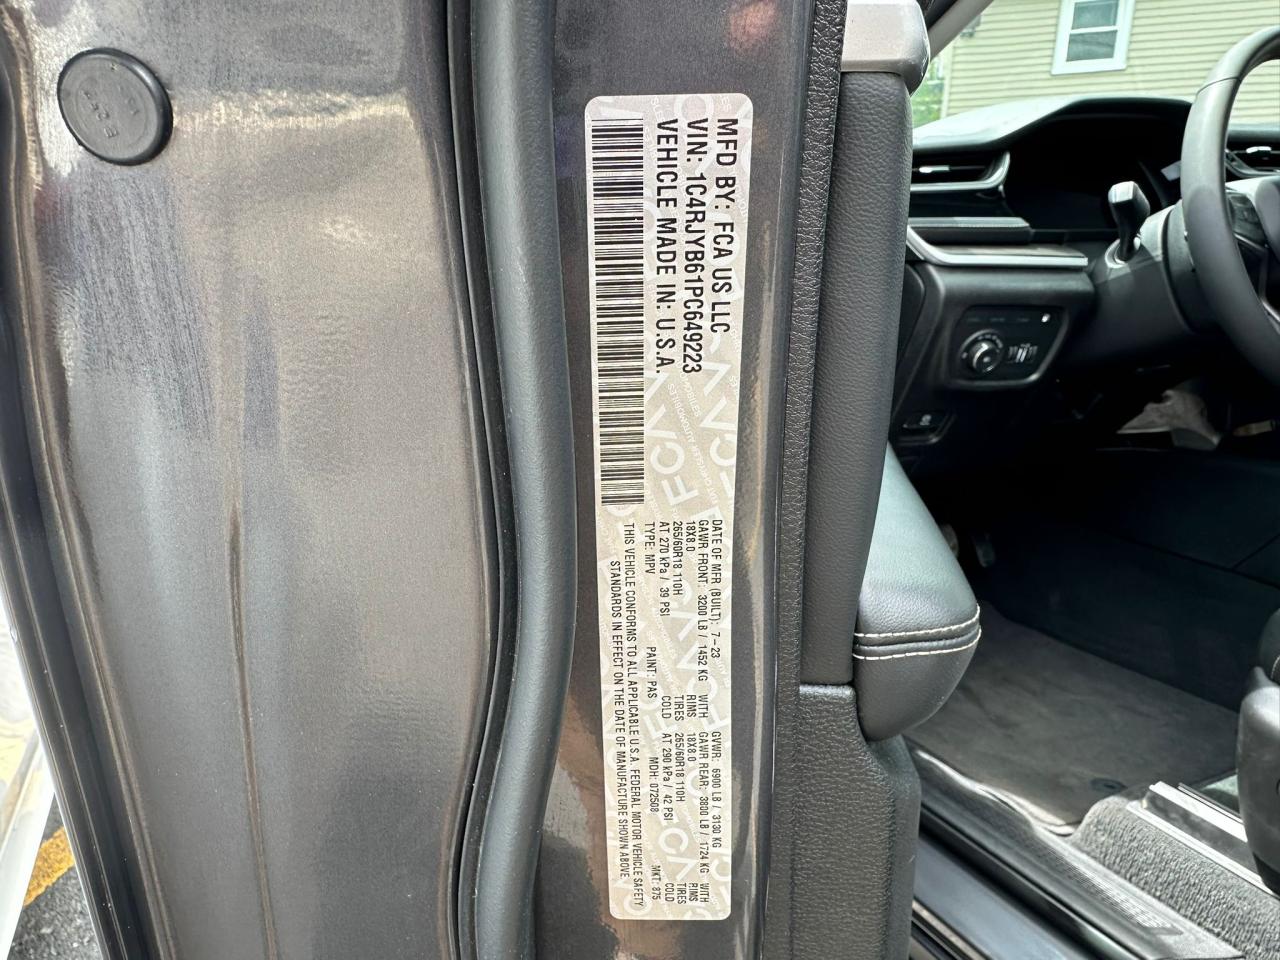 MFD BY: FCA US LLC
VIN: 1C4RJYB61PC649223
VEHICLE MADE IN: U.S.A.
DATE OF MFR (BUILT): 7-23 GVWR: 6900 LB / 3130 KG
GAWR FRONT: 3200 LB / 1452 KG WITH GAWR REAR: 3800 LB / 1724 KG WITH
18X8.0 RIMS 18X8.0 RIMS
265/60R18 110H TIRES 265/60R18 110H TIRES
AT 270 kPa / 39 PSI COLD AT 290 kPa / 42 PSI COLD
TYPE: MPV PAINT: PAS MDH: 072508 MKT: 875
THIS VEHICLE CONFORMS TO ALL APPLICABLE U.S.A. FEDERAL MOTOR VEHICLE SAFETY
STANDARDS IN EFFECT ON THE DATE OF MANUFACTURE SHOWN ABOVE